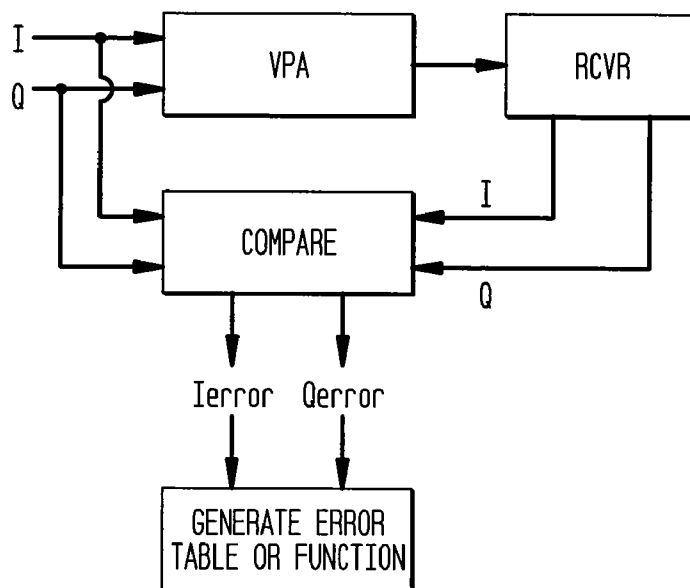 I
Q
VPA
RCVR
COMPARE
I
Q
Ierror
Qerror
GENERATE ERROR
TABLE OR FUNCTION